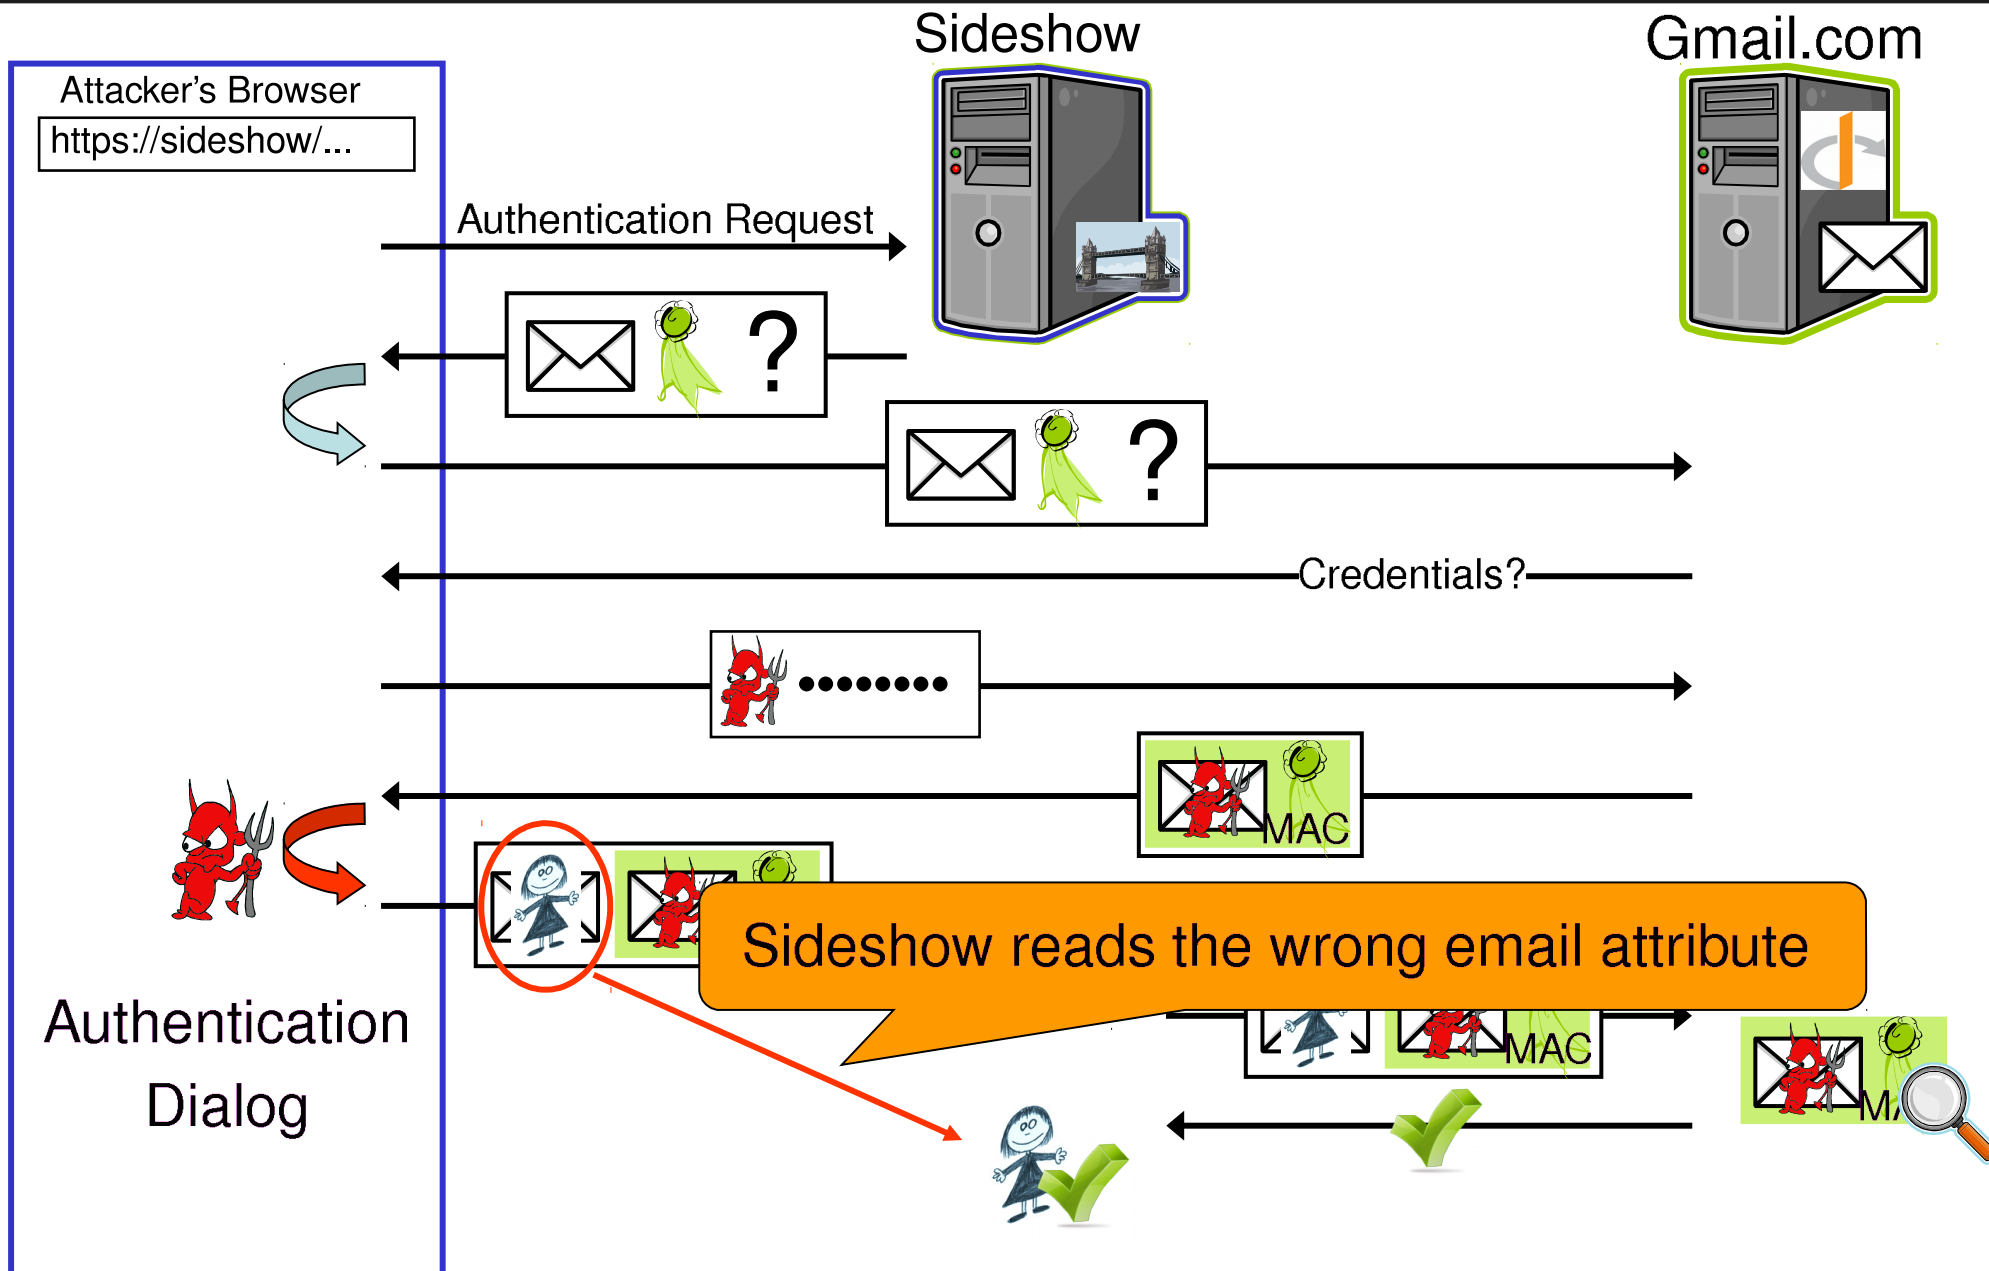 Sideshow
Gmail.com
Attacker’s Browser
https://sideshow/...
Authentication Request
?
?
Credentials?
MAC
Sideshow reads the wrong email attribute
MAC
Authentication
Dialog